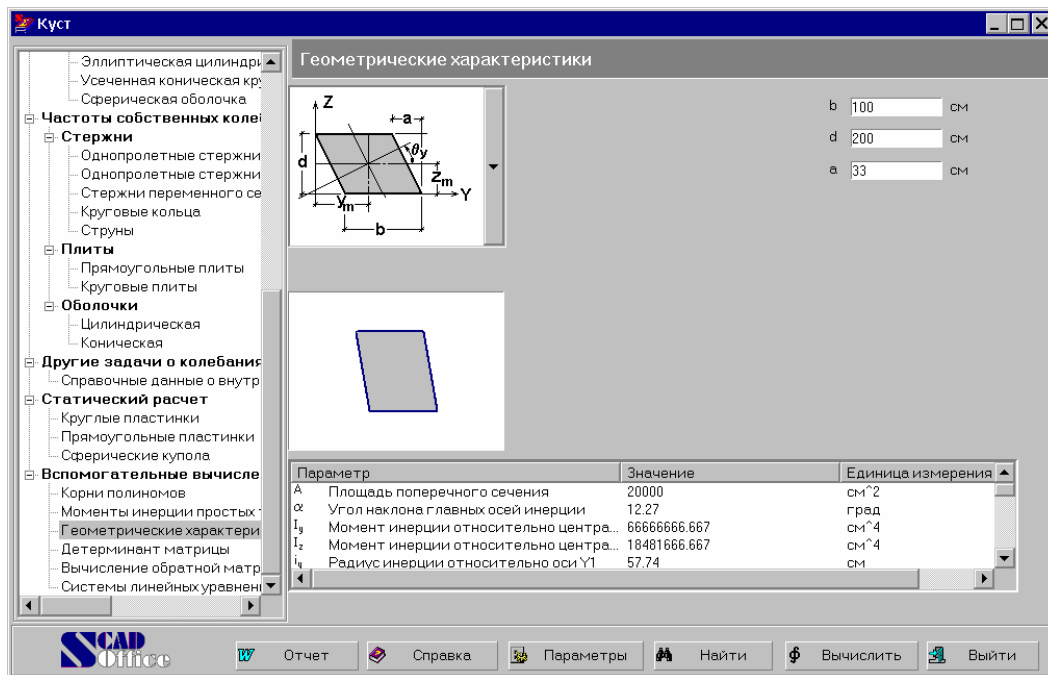 Куст
Эллиптическая цилиндр
Усеченная коническая кру
Сферическая оболочка
Частоты собственных коле
Стержни
Однопролетные стержни
Однопролетные стержни
Стержни переменного се
Круговые кольца
Струны
Плиты
Прямоугольные плиты
Круговые плиты
Оболочки
Цилиндрическая
Коническая
Другие задачи о колебания
Справочные данные о внутр
Статический расчет
Круглые пластинки
Прямоугольные пластинки
Сферические купола
Вспомогательные вычисле
Корни полиномов
Моменты инерции простых т
Геометрические характери
Детерминант матрицы
Вычисление обратной матр
Системы линейных уравнени
Геометрические характеристики
Z
a
θy
d
zm
Y
ym
b
b 100 см
d 200 см
a 33 см
Параметр Значение Единица измерения
A Площадь поперечного сечения 20000 см^2
α Угол наклона главных осей инерции 12.27 град
Iy Момент инерции относительно центра... 66666666.667 см^4
Iz Момент инерции относительно центра... 18481666.667 см^4
iy Радиус инерции относительно оси Y1 57.74 см
SCAD Office
Отчет Справка Параметры Найти Вычислить Выйти